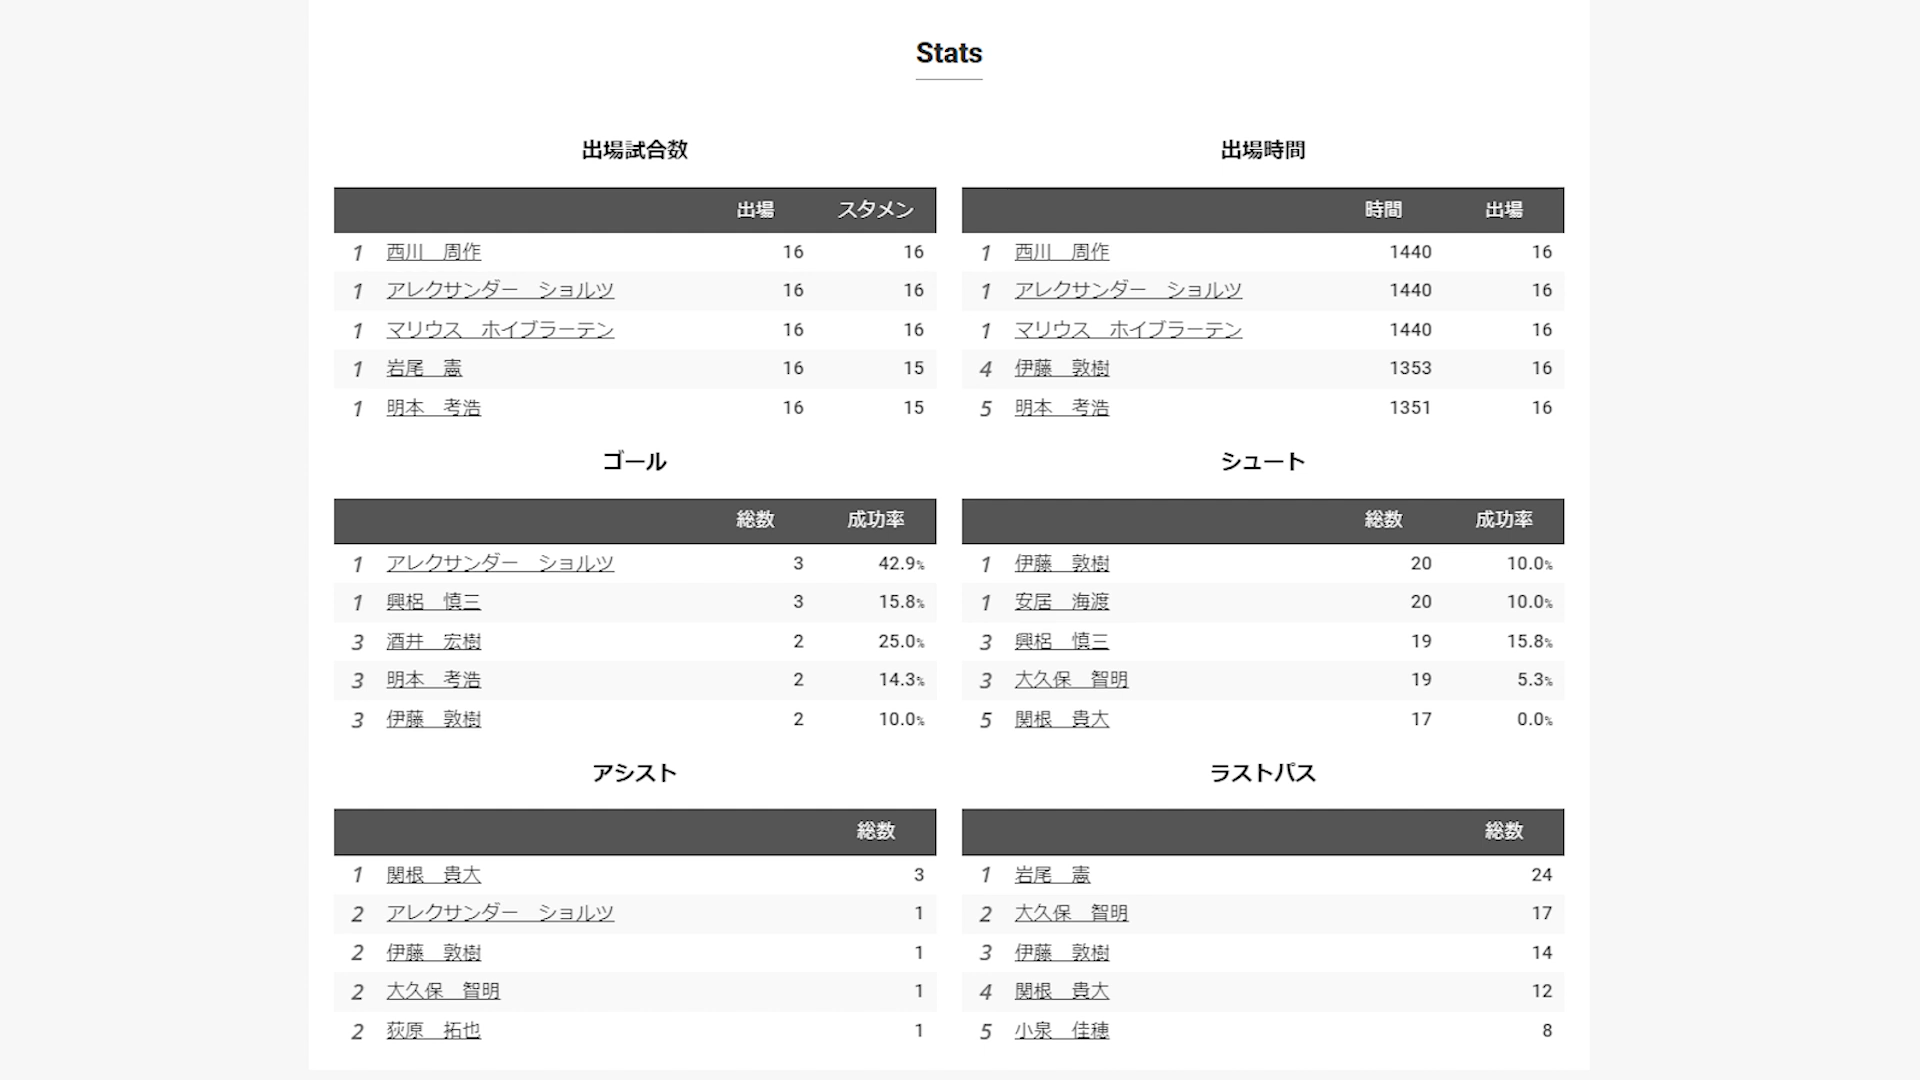 Stats
出場試合数
出場 スタメン
1 西川 周作 16 16
1 アレクサンダー ショルツ 16 16
1 マリウス ホイブラーテン 16 16
1 岩尾 憲 16 15
1 明本 考浩 16 15
出場時間
時間 出場
1 西川 周作 1440 16
1 アレクサンダー ショルツ 1440 16
1 マリウス ホイブラーテン 1440 16
4 伊藤 敦樹 1353 16
5 明本 考浩 1351 16
ゴール
総数 成功率
1 アレクサンダー ショルツ 3 42.9%
1 興梠 慎三 3 15.8%
3 酒井 宏樹 2 25.0%
3 明本 考浩 2 14.3%
3 伊藤 敦樹 2 10.0%
シュート
総数 成功率
1 伊藤 敦樹 20 10.0%
1 安居 海渡 20 10.0%
3 興梠 慎三 19 15.8%
3 大久保 智明 19 5.3%
5 関根 貴大 17 0.0%
アシスト
総数
1 関根 貴大 3
2 アレクサンダー ショルツ 1
2 伊藤 敦樹 1
2 大久保 智明 1
2 荻原 拓也 1
ラストパス
総数
1 岩尾 憲 24
2 大久保 智明 17
3 伊藤 敦樹 14
4 関根 貴大 12
5 小泉 佳穂 8